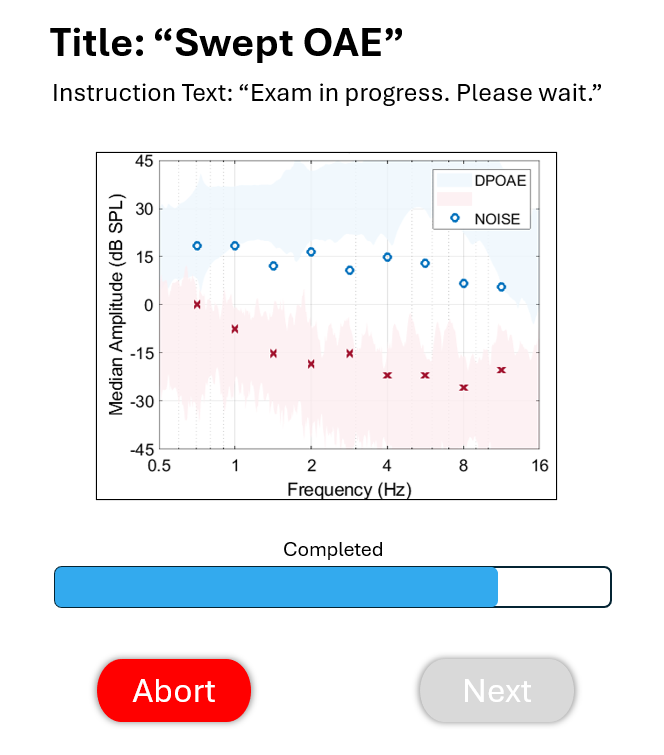 Title: “Swept OAE”
Instruction Text: “Exam in progress. Please wait.”
45
30
15
0
-15
-30
-45
Median Amplitude (dB SPL)
DPOAE
NOISE
0.5 1 2 4 8 16
Frequency (Hz)
Completed
Abort Next